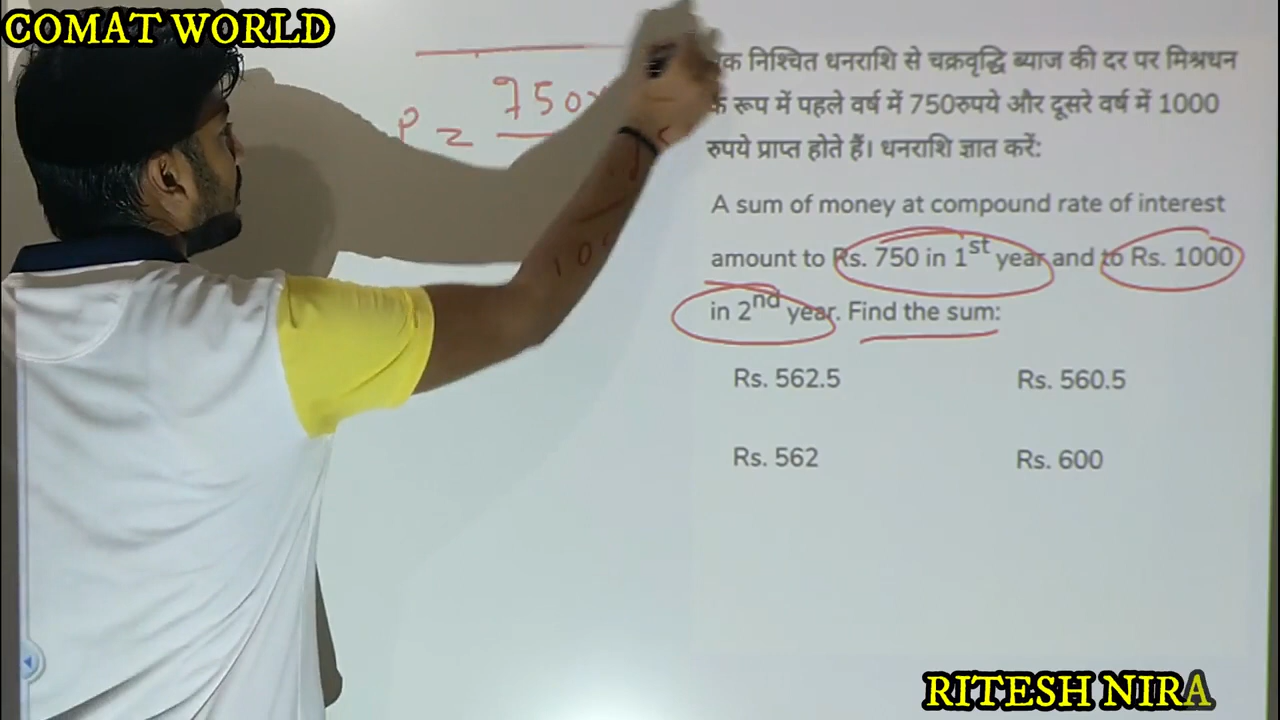 COMAT WORLD
निश्चित धनराशि से चक्रवृद्धि ब्याज की दर पर मिश्रधन
रूप में पहले वर्ष में 750रुपये और दूसरे वर्ष में 1000
रुपये प्राप्त होते हैं। धनराशि ज्ञात करें:
P = 750×
A sum of money at compound rate of interest
amount to Rs. 750 in 1st year and to Rs. 1000
in 2nd year. Find the sum:
Rs. 562.5 Rs. 560.5
Rs. 562 Rs. 600
RITESH NIRA